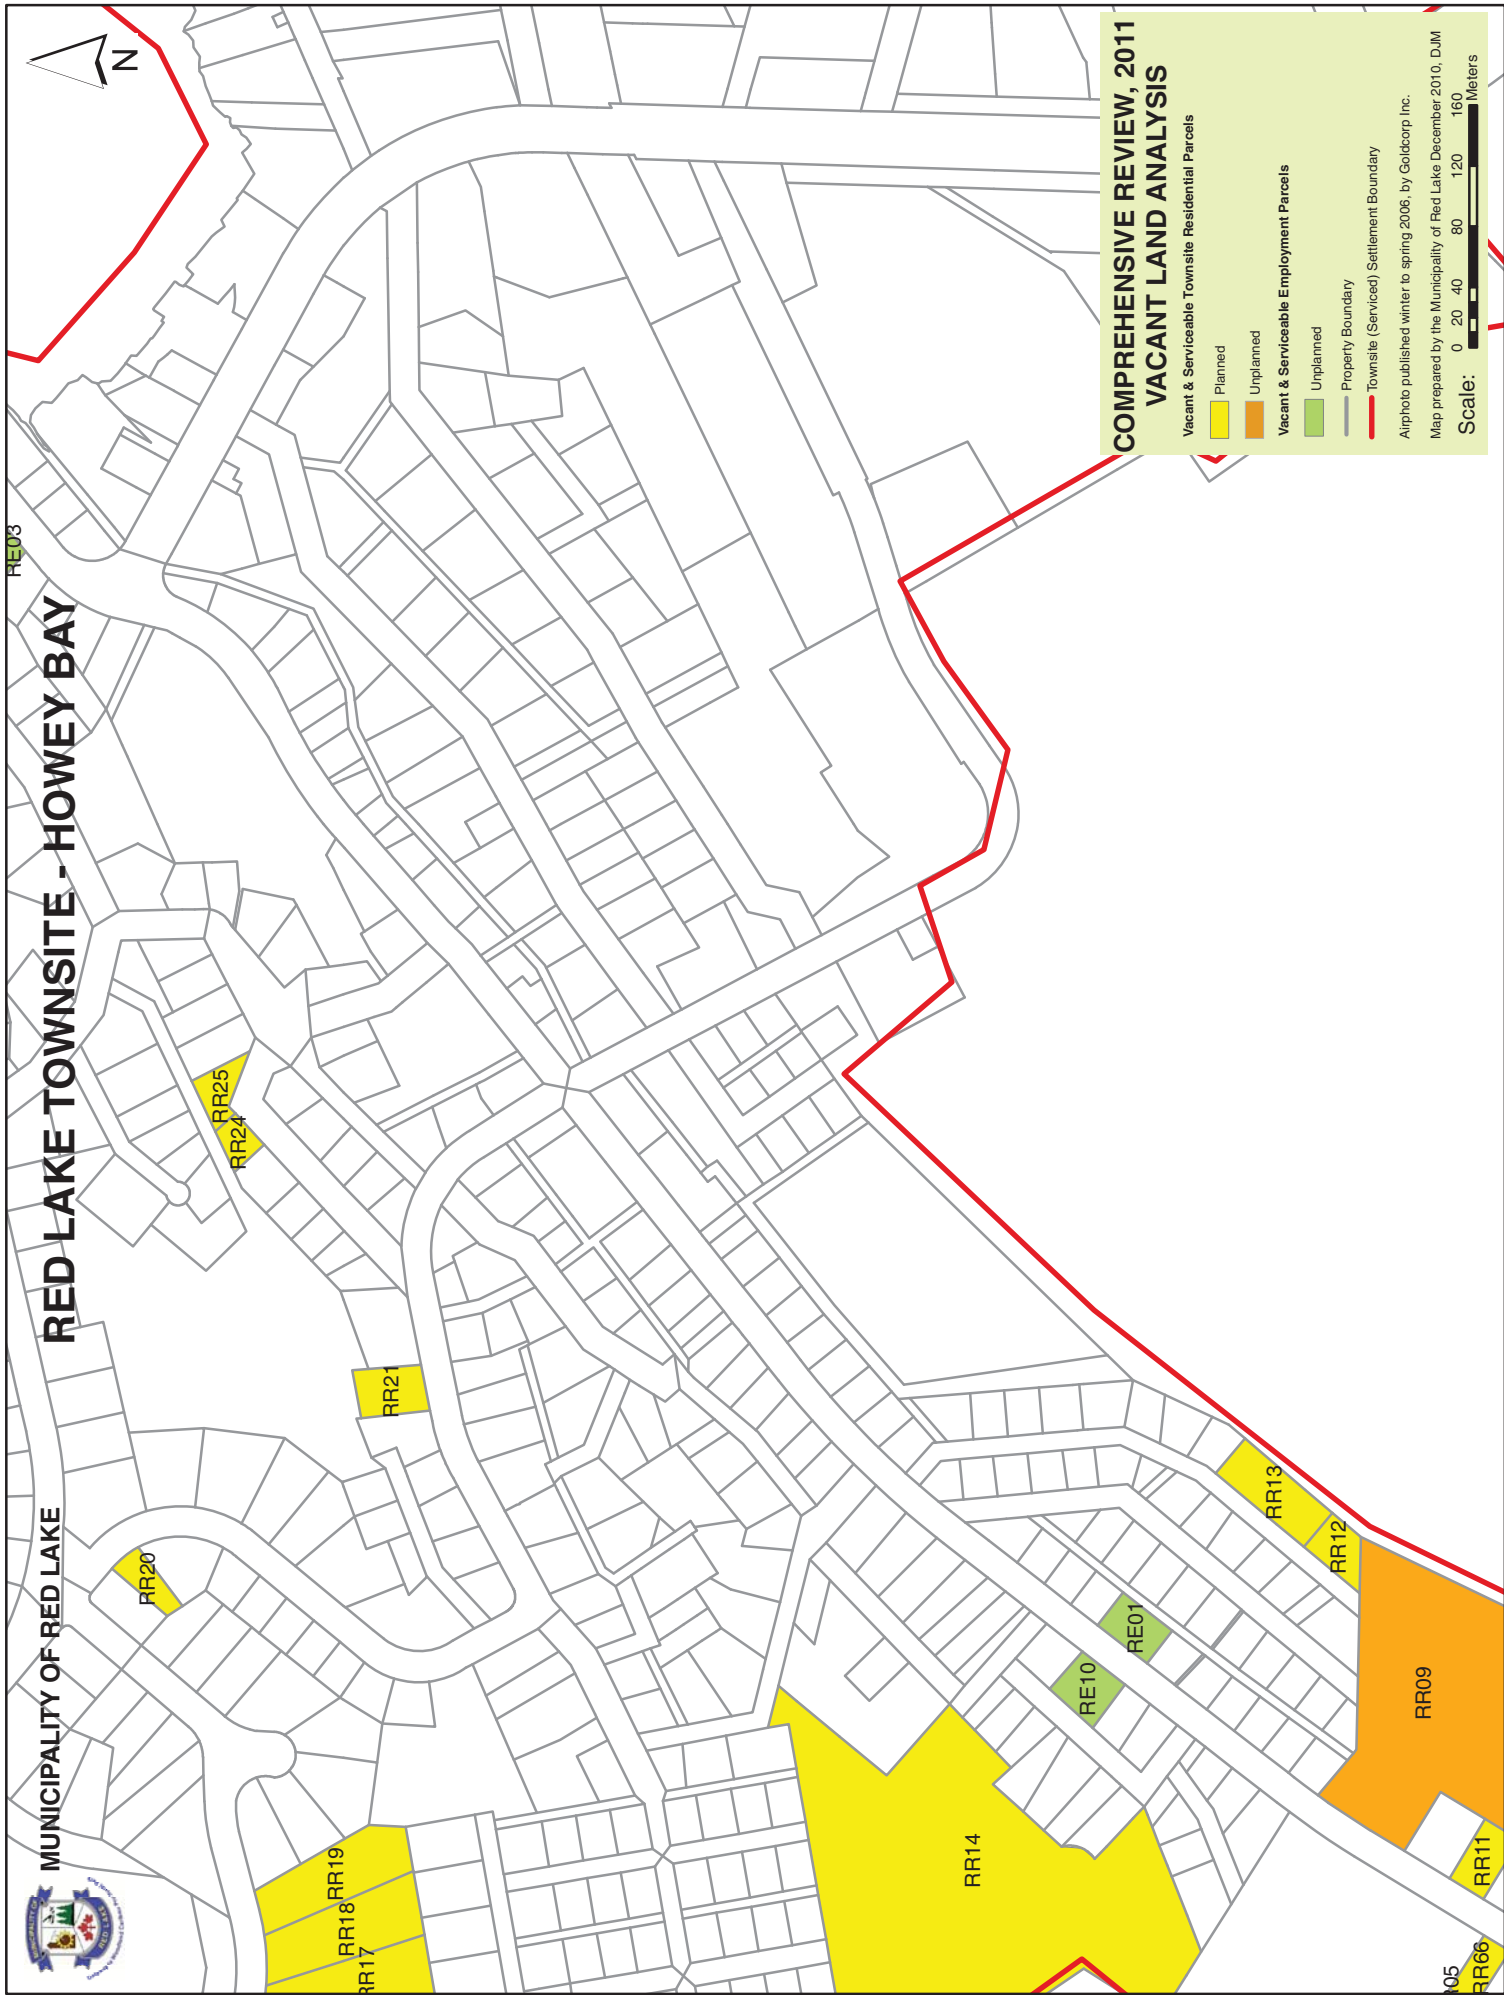 MUNICIPALITY OF RED LAKE
RED LAKE TOWNSITE - HOWEY BAY
N
MUNICIPALITY OF
RED LAKE
RE03
RR25
RR24
RR21
RR20
RR19
RR18
RR17
RR14
RR13
RR12
RE01
RE10
RR09
RR11
RR66
COMPREHENSIVE REVIEW, 2011
VACANT LAND ANALYSIS
Vacant & Serviceable Townsite Residential Parcels
Planned
Unplanned
Vacant & Serviceable Employment Parcels
Unplanned
Property Boundary
Townsite (Serviced) Settlement Boundary
Airphoto published winter to spring 2006, by Goldcorp Inc.
Map prepared by the Municipality of Red Lake December 2010, DJM
Scale: 0 20 40 80 120 160 Meters